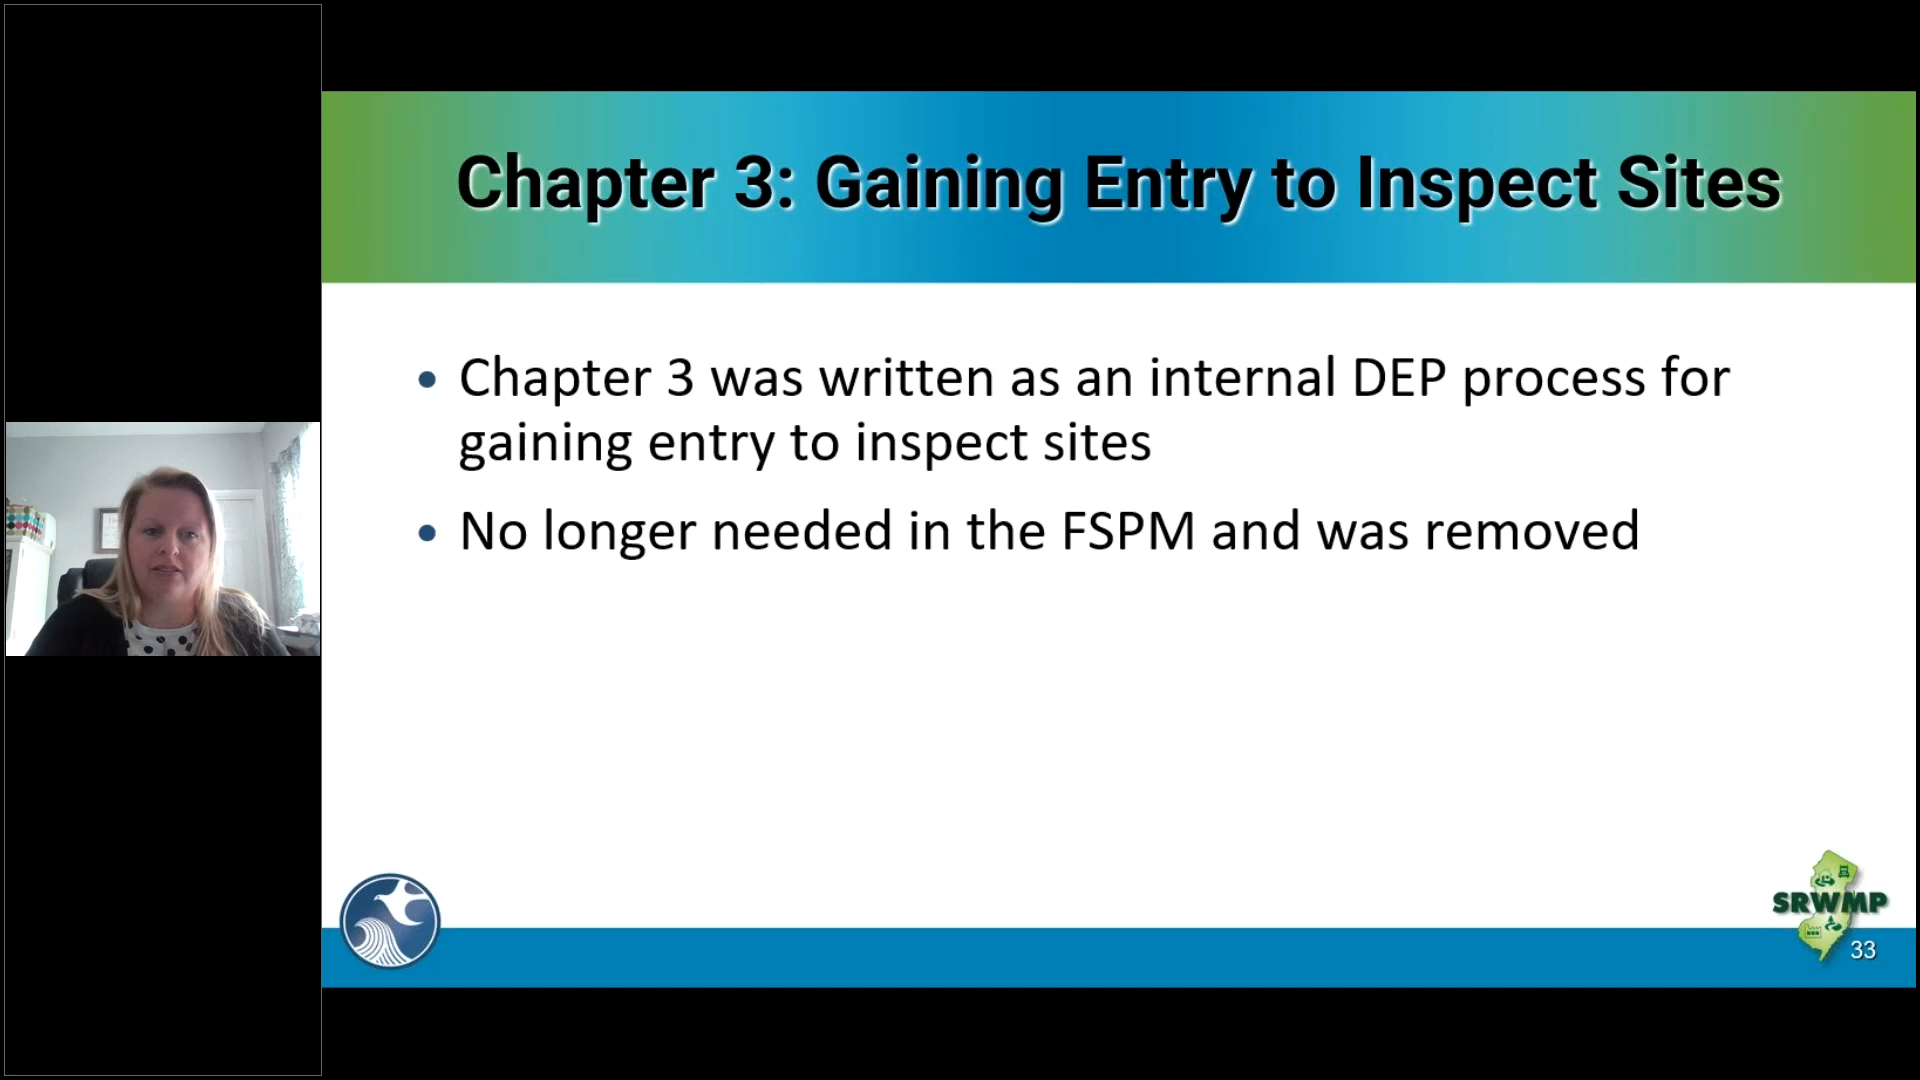 Chapter 3: Gaining Entry to Inspect Sites
• Chapter 3 was written as an internal DEP process for
gaining entry to inspect sites
• No longer needed in the FSPM and was removed
SRWMP
33